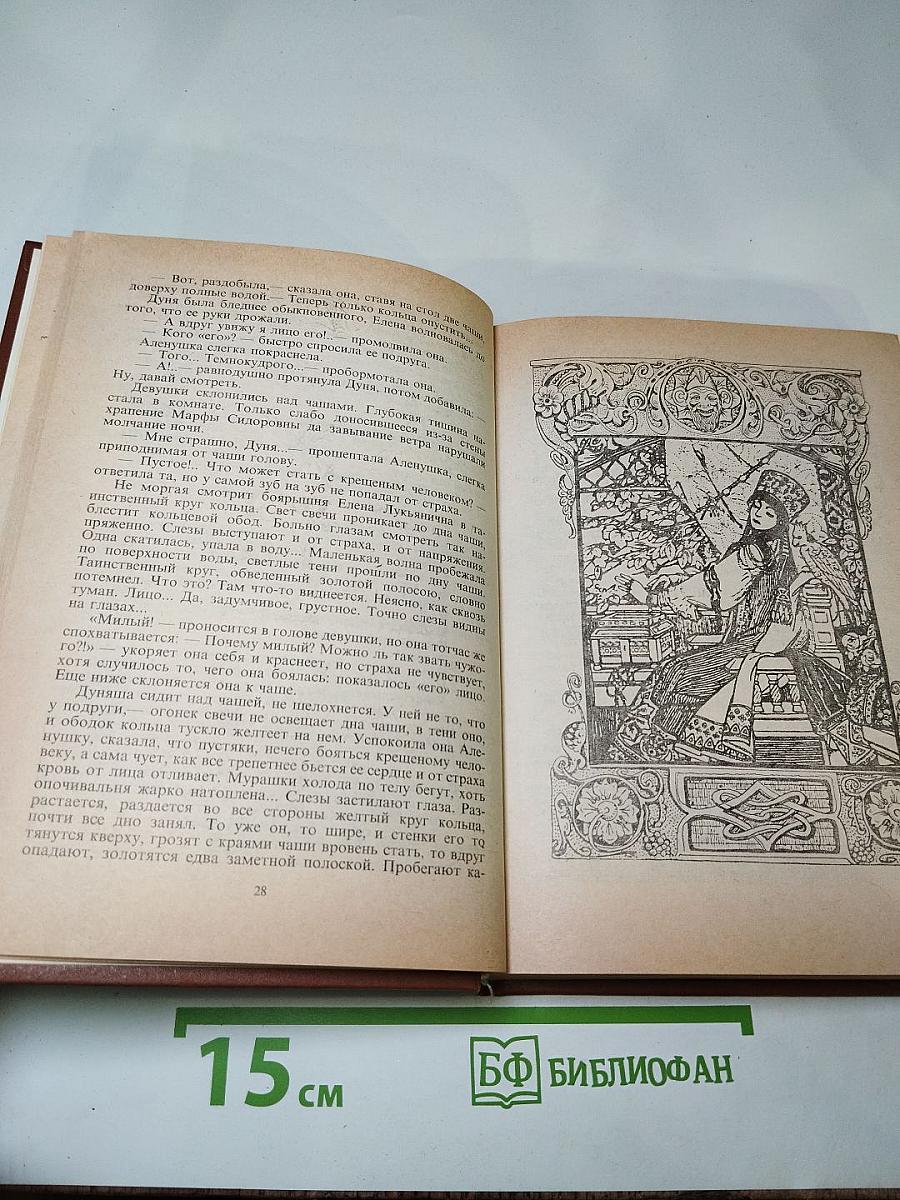 — Вот, раздобыла,— сказала она, ставя на стол две чаши,
доверху полные водой.— Теперь только кольца опустить...
Дуня была бледнее обыкновенного, Елена волновалась до
того, что ее руки дрожали.
— А вдруг увижу я лицо его!..— промолвила она.
— Кого «его»? — быстро спросила ее подруга.
Аленушка слегка покраснела.
— Того... Темнокудрого...— пробормотала она.
— А!..— равнодушно протянула Дуня, потом добавила: —
Ну, давай смотреть.
Девушки склонились над чашами. Глубокая тишина на-
стала в комнате. Только слабо доносившееся из-за стены
храпение Марфы Сидоровны да завывание ветра нарушали
молчание ночи.
— Мне страшно, Дуня...— прошептала Аленушка, слегка
приподнимая от чаши голову.
— Пустое!.. Что может стать с крещеным человеком? —
ответила та, но у самой зуб на зуб не попадал от страха.
Не моргая смотрит боярышня Елена Лукьянична в та-
инственный круг кольца. Свет свечи проникает до дна чаши,
блестит кольцевой обод. Больно глазам смотреть так на-
пряженно. Слезы выступают и от страха, и от напряжения.
Одна скатилась, упала в воду... Маленькая волна пробежала
по поверхности воды, светлые тени прошли по дну чаши.
Таинственный круг, обведенный золотой полосою, словно
потемнел. Что это? Там что-то виднеется. Неясно, как сквозь
туман. Лицо... Да, задумчивое, грустное. Точно слезы видны
на глазах...
«Милый! — проносится в голове девушки, но она тотчас же
спохватывается: — Почему милый? Можно ль так звать чужо-
го?!» — укоряет она себя и краснеет, но страха не чувствует,
хотя случилось то, чего она боялась: показалось «его» лицо.
Еще ниже склоняется она к чаше.
Дуняша сидит над чашей, не шелохнется. У ней не то, что
у подруги,— огонек свечи не освещает дна чаши, в тени оно,
и ободок кольца тускло желтеет на нем. Успокоила она Але-
нушку, сказала, что пустяки, нечего бояться крещеному чело-
веку, а сама чует, как все трепетнее бьется ее сердце и от страха
кровь от лица отливает. Мурашки холода по телу бегут, хоть
опочивальня жарко натоплена... Слезы застилают глаза. Раз-
растается, раздается во все стороны желтый круг кольца,
почти все дно занял. То уже он, то шире, и стенки его то
тянутся кверху, грозят с краями чаши вровень стать, то вдруг
опадают, золотятся едва заметной полоской. Пробегают ка-
28
15 см
БФ БИБЛИОФАН